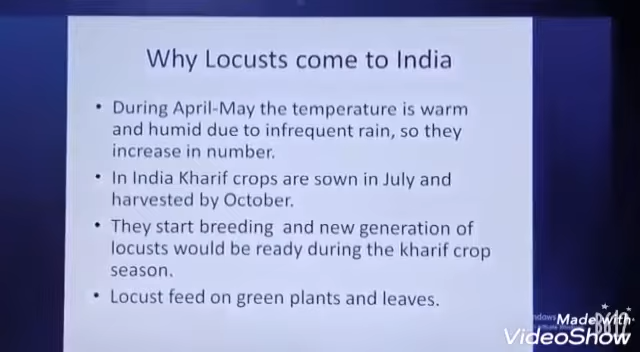 Why Locusts come to India
• During April-May the temperature is warm
and humid due to infrequent rain, so they
increase in number.
• In India Kharif crops are sown in July and
harvested by October.
• They start breeding and new generation of
locusts would be ready during the kharif crop
season.
• Locust feed on green plants and leaves.
Made with
VideoShow